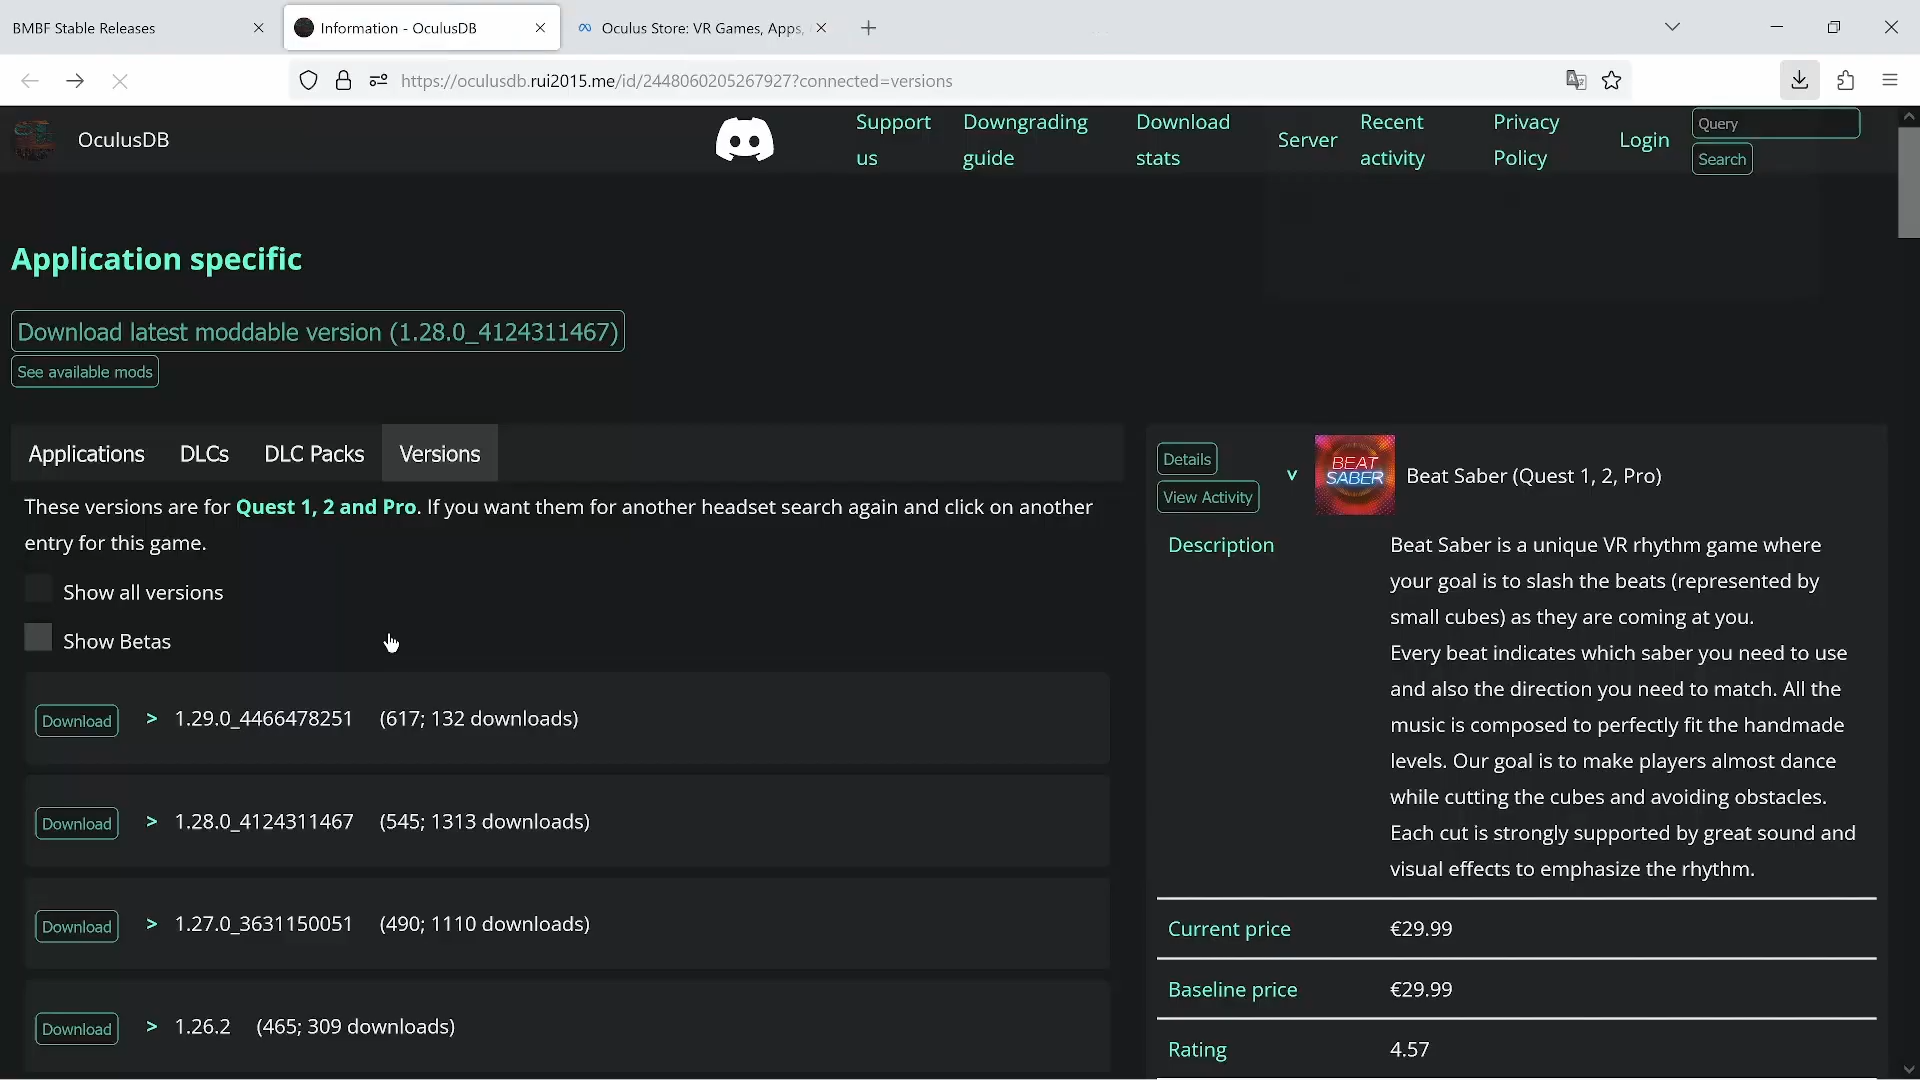 BMBF Stable Releases
Information - OculusDB
Oculus Store: VR Games, Apps,
https://oculusdb.rui2015.me/id/2448060205267927?connected=versions
OculusDB
Support us
Downgrading guide
Download stats
Server
Recent activity
Privacy Policy
Login
Query
Search
Application specific
Download latest moddable version (1.28.0_4124311467)
See available mods
Applications
DLCs
DLC Packs
Versions
These versions are for Quest 1, 2 and Pro. If you want them for another headset search again and click on another
entry for this game.
Show all versions
Show Betas
Download > 1.29.0_4466478251 (617; 132 downloads)
Download > 1.28.0_4124311467 (545; 1313 downloads)
Download > 1.27.0_3631150051 (490; 1110 downloads)
Download > 1.26.2 (465; 309 downloads)
Details
View Activity
v
BEAT
SABER
Beat Saber (Quest 1, 2, Pro)
Description
Beat Saber is a unique VR rhythm game where
your goal is to slash the beats (represented by
small cubes) as they are coming at you.
Every beat indicates which saber you need to use
and also the direction you need to match. All the
music is composed to perfectly fit the handmade
levels. Our goal is to make players almost dance
while cutting the cubes and avoiding obstacles.
Each cut is strongly supported by great sound and
visual effects to emphasize the rhythm.
Current price €29.99
Baseline price €29.99
Rating 4.57